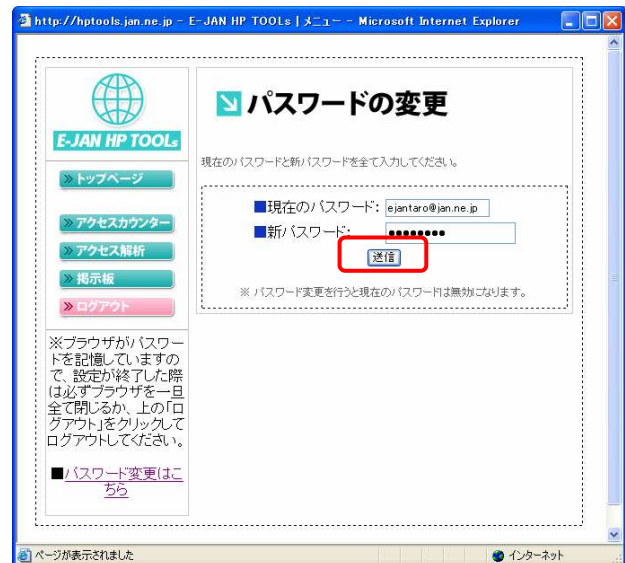 http://hptools.jan.ne.jp - E-JAN HP TOOLs | メニュー - Microsoft Internet Explorer
E-JAN HP TOOLs
» トップページ
» アクセスカウンター
» アクセス解析
» 掲示板
» ログアウト
※ブラウザがパスワー
ドを記憶していますの
で、設定が終了した際
は必ずブラウザを一旦
全て閉じるか、上の「ロ
グアウト」をクリックして
ログアウトしてください。
■パスワード変更はこ
ちら
パスワードの変更
現在のパスワードと新パスワードを全て入力してください。
■現在のパスワード: ejantaro@jan.ne.jp
■新パスワード: ●●●●●●●●
送信
※ パスワード変更を行うと現在のパスワードは無効になります。
ページが表示されました
インターネット